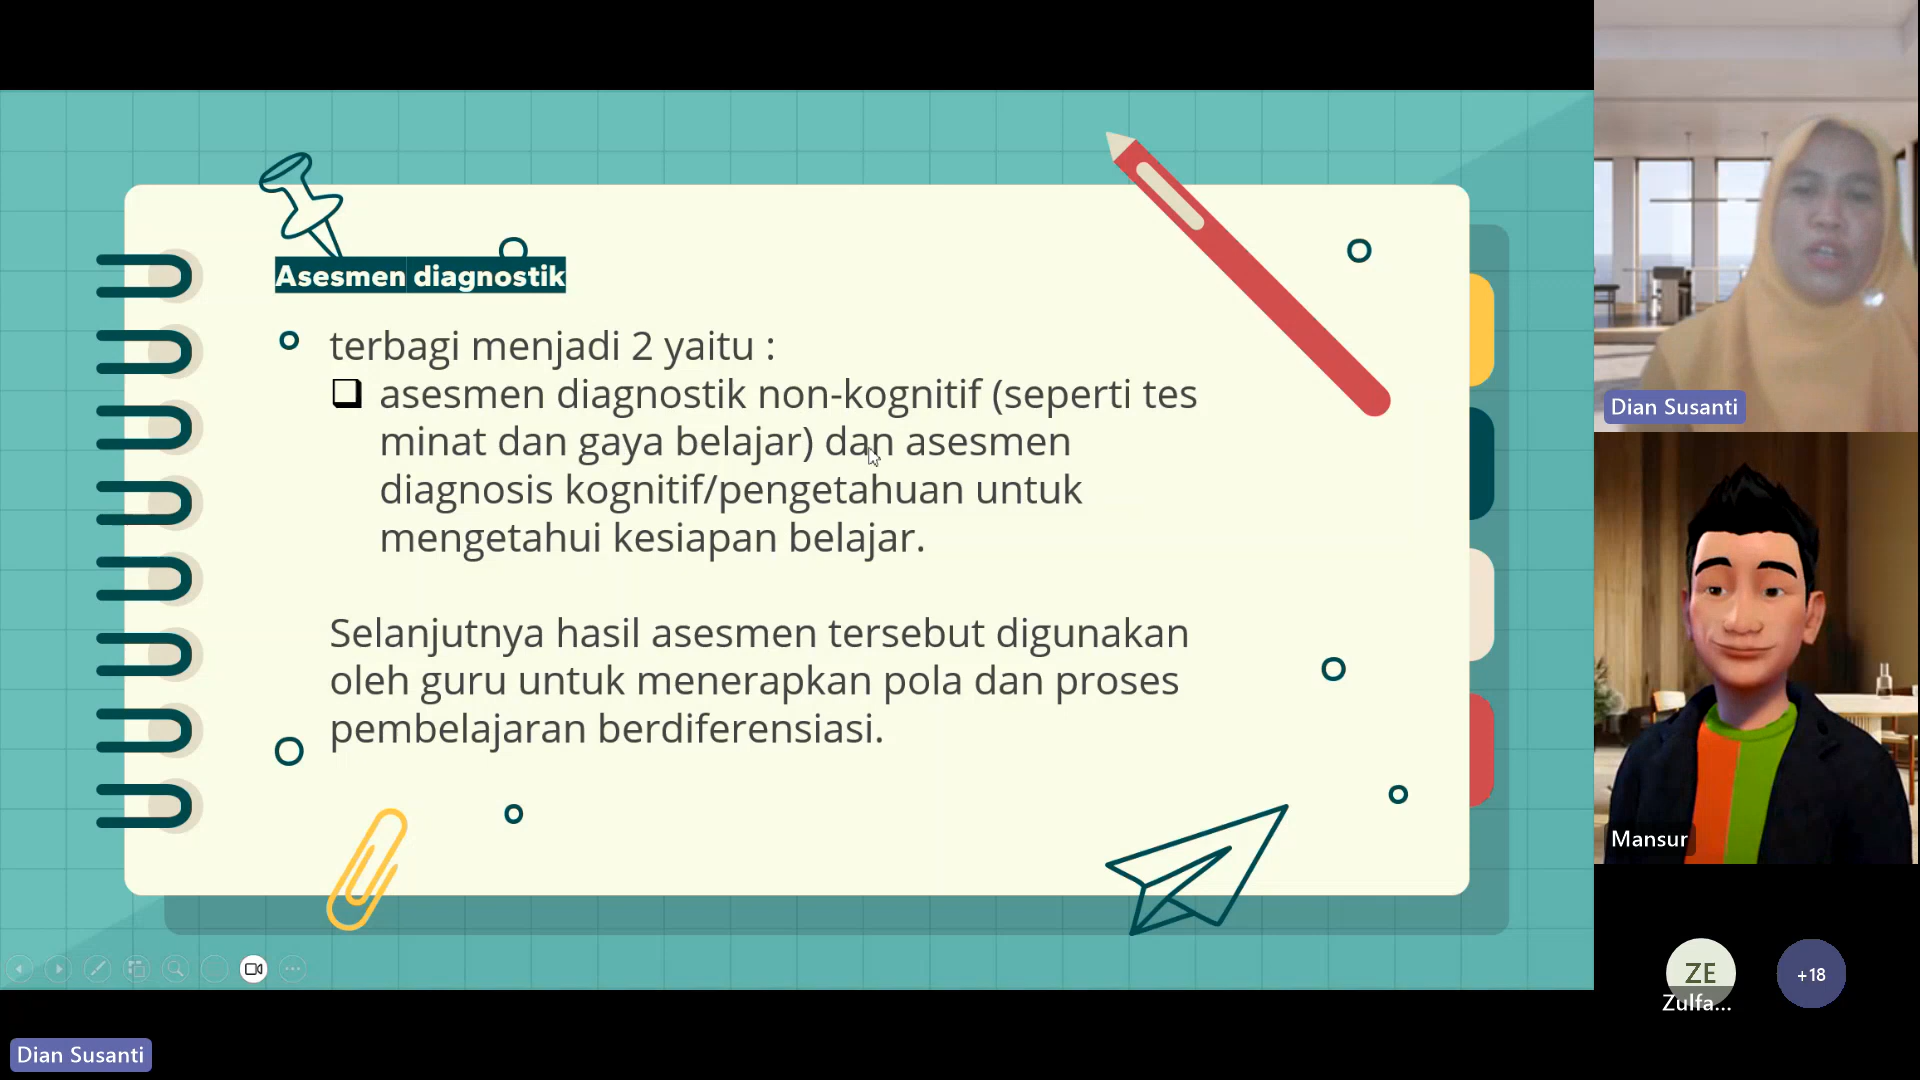 Asesmen diagnostik
terbagi menjadi 2 yaitu :
asesmen diagnostik non-kognitif (seperti tes
minat dan gaya belajar) dan asesmen
diagnosis kognitif/pengetahuan untuk
mengetahui kesiapan belajar.
Selanjutnya hasil asesmen tersebut digunakan
oleh guru untuk menerapkan pola dan proses
pembelajaran berdiferensiasi.
Dian Susanti
Mansur
ZE
Zulfa...
+18
Dian Susanti